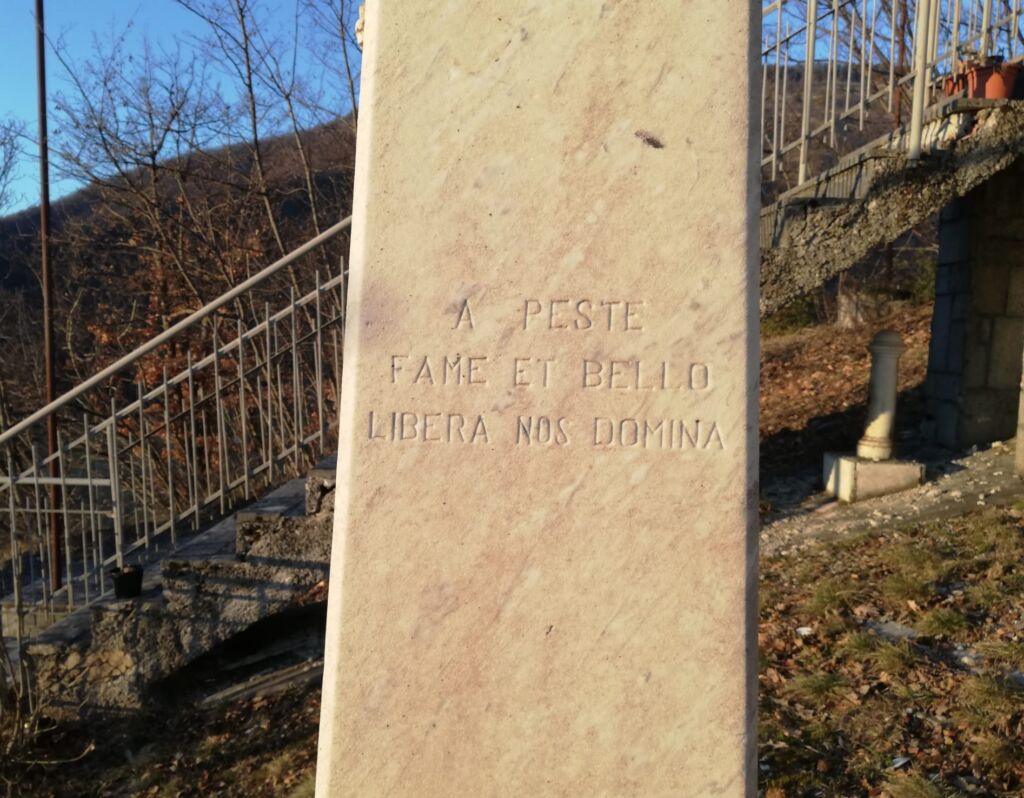 A PESTE
FAME ET BELLO
LIBERA NOS DOMINA